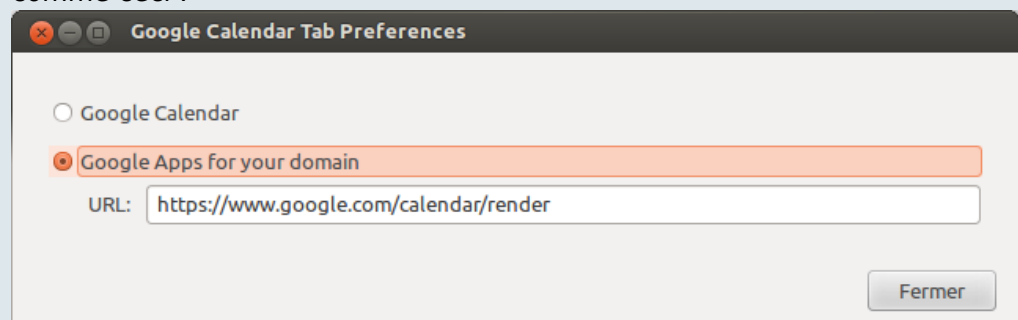 Google Calendar Tab Preferences
Google Calendar
Google Apps for your domain
URL: https://www.google.com/calendar/render
Fermer